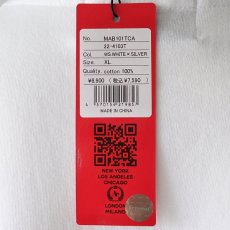 No. MAB101TCA
22-4103T
Col. WS.WHITE×SILVER
Size. XL
Quality. cotton 100%
¥6,900 (税込¥7,590)
MADE IN CHINA
NEW YORK
LOS ANGELES
CHICAGO
LONDON
MILANO